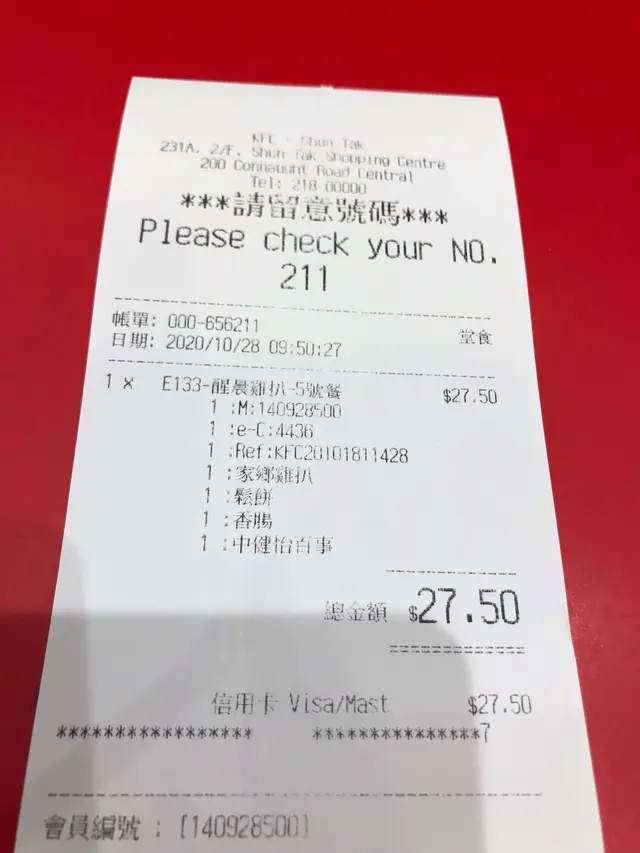 KFC - Shun Tak
231A, 2/F, Shun Tak Shopping Centre
200 Connaught Road Central
Tel: 218 00000
***請留意號碼***
Please check your NO.
211
帳單: 000-656211 堂食
日期: 2020/10/28 09:50:27
1 x E133-醒晨雞扒-5號餐 $27.50
1 :M:140928500
1 :e-C:4436
1 :Ref:KFC20101811428
1 :家鄉雞扒
1 :鬆餅
1 :香腸
1 :中健怡百事
總金額 $27.50
信用卡 Visa/Mast $27.50
***************** ***************7
會員編號 : [140928500]